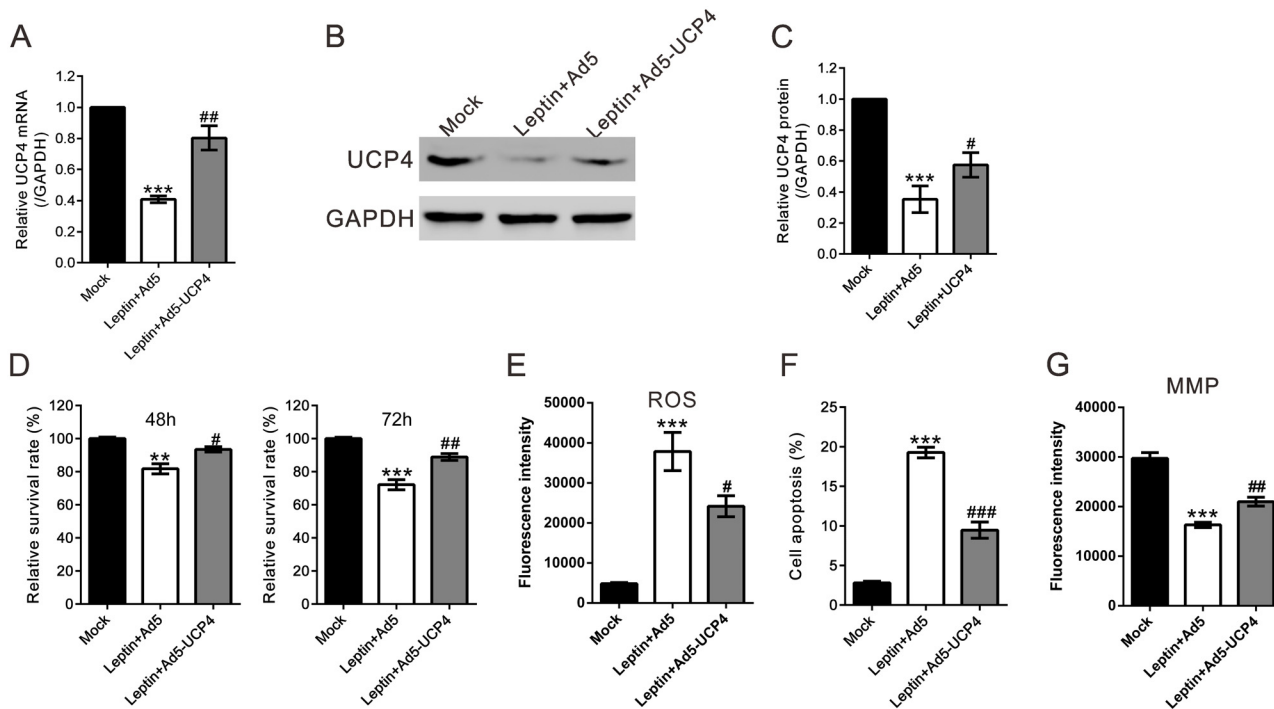 A
Relative UCP4 mRNA
(/GAPDH)
1.2
1.0
0.8
0.6
0.4
0.2
0.0
***
##
Mock
Leptin+Ad5
Leptin+Ad5-UCP4
B
Mock
Leptin+Ad5
Leptin+Ad5-UCP4
UCP4
GAPDH
C
Relative UCP4 protein
(/GAPDH)
1.2
1.0
0.8
0.6
0.4
0.2
0.0
***
#
Mock
Leptin+Ad5
Leptin+UCP4
D
Relative survival rate (%)
120
100
80
60
40
20
0
48h
**
#
Mock
Leptin+Ad5
Leptin+Ad5-UCP4
Relative survival rate (%)
120
100
80
60
40
20
0
72h
***
##
Mock
Leptin+Ad5
Leptin+Ad5-UCP4
E
ROS
Fluorescence intensity
50000
40000
30000
20000
10000
0
***
#
Mock
Leptin+Ad5
Leptin+Ad5-UCP4
F
Cell apoptosis (%)
25
20
15
10
5
0
***
###
Mock
Leptin+Ad5
Leptin+Ad5-UCP4
G
MMP
Fluorescence intensity
40000
30000
20000
10000
0
***
##
Mock
Leptin+Ad5
Leptin+Ad5-UCP4